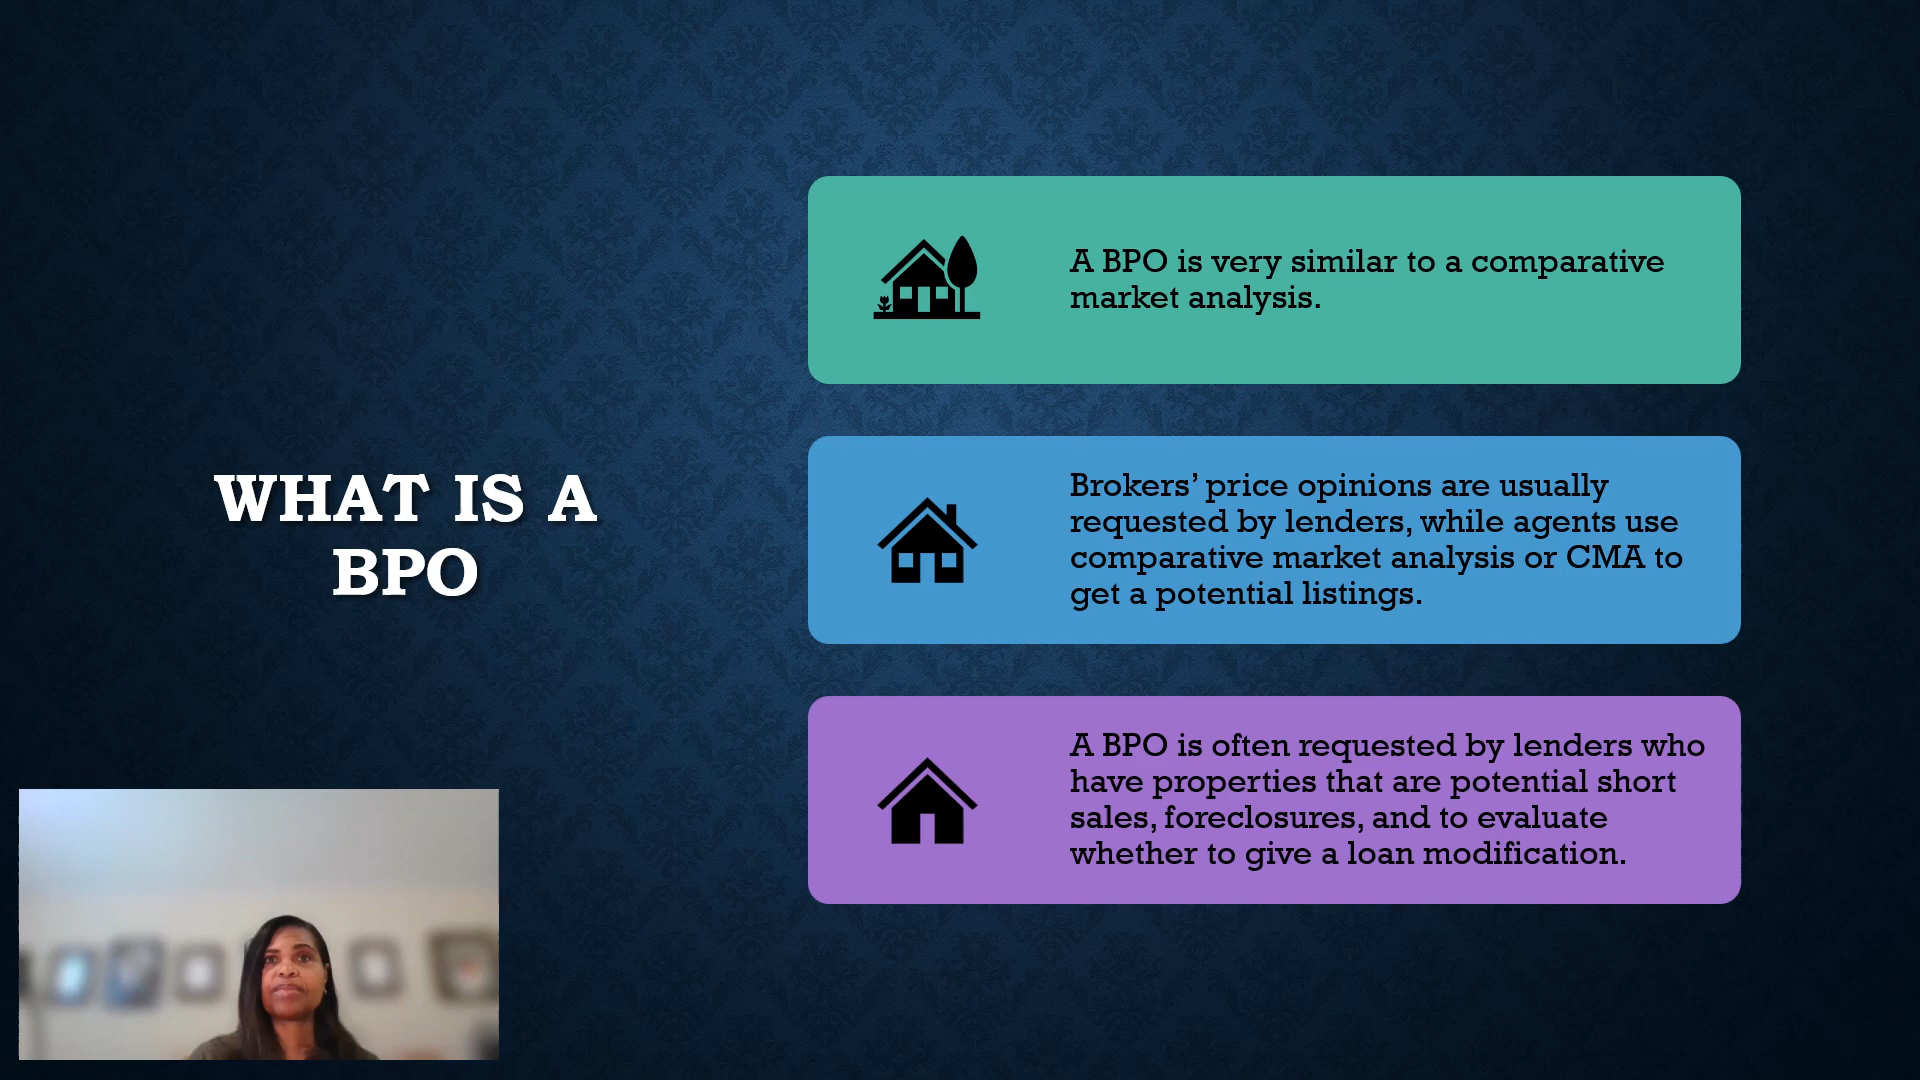 WHAT IS A
BPO
A BPO is very similar to a comparative
market analysis.
Brokers’ price opinions are usually
requested by lenders, while agents use
comparative market analysis or CMA to
get a potential listings.
A BPO is often requested by lenders who
have properties that are potential short
sales, foreclosures, and to evaluate
whether to give a loan modification.